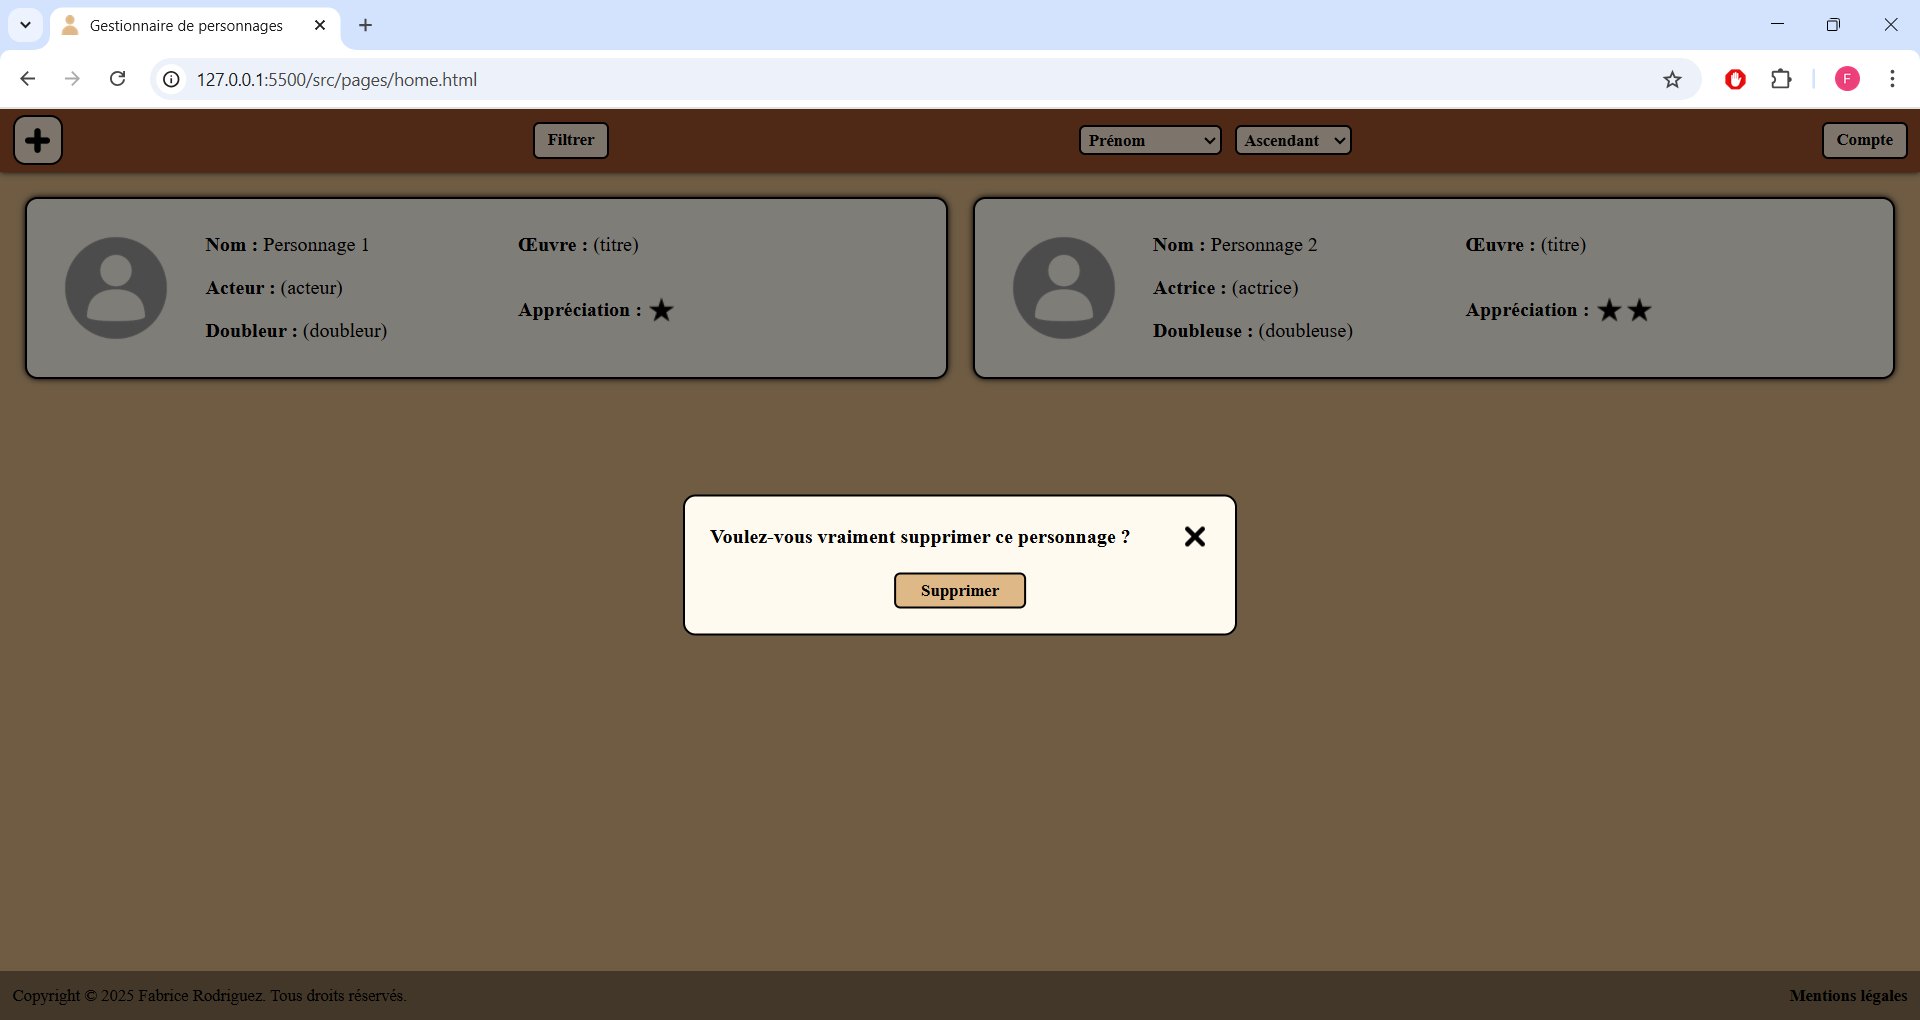 Gestionnaire de personnages
127.0.0.1:5500/src/pages/home.html
F
Filtrer
Prénom
Ascendant
Compte
Nom : Personnage 1
Acteur : (acteur)
Doubleur : (doubleur)
Œuvre : (titre)
Appréciation :
Nom : Personnage 2
Actrice : (actrice)
Doubleuse : (doubleuse)
Œuvre : (titre)
Appréciation :
Voulez-vous vraiment supprimer ce personnage ?
Supprimer
Copyright © 2025 Fabrice Rodriguez. Tous droits réservés.
Mentions légales